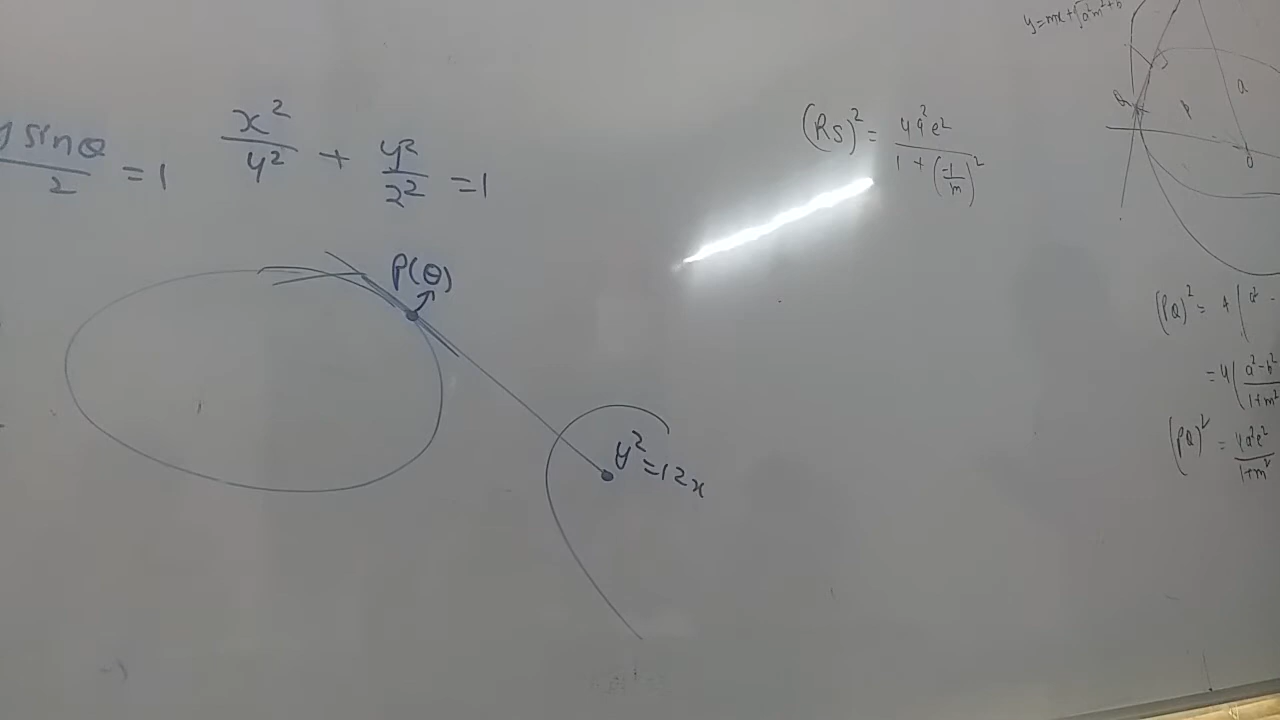 y sinθ/2 = 1
x²/4² + y²/2² = 1
P(θ)
y² = 12x
(RS)² = 4a²e²/(1 + (-1/m)²)
y = mx + √a²m²+b
a
(PQ)² = 4(
= 4(a²-b²/1+m²
(PQ)² = 4a²e²/1+m²